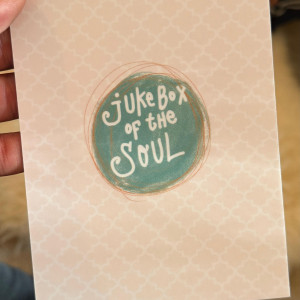 juke Box
of the
SOUL